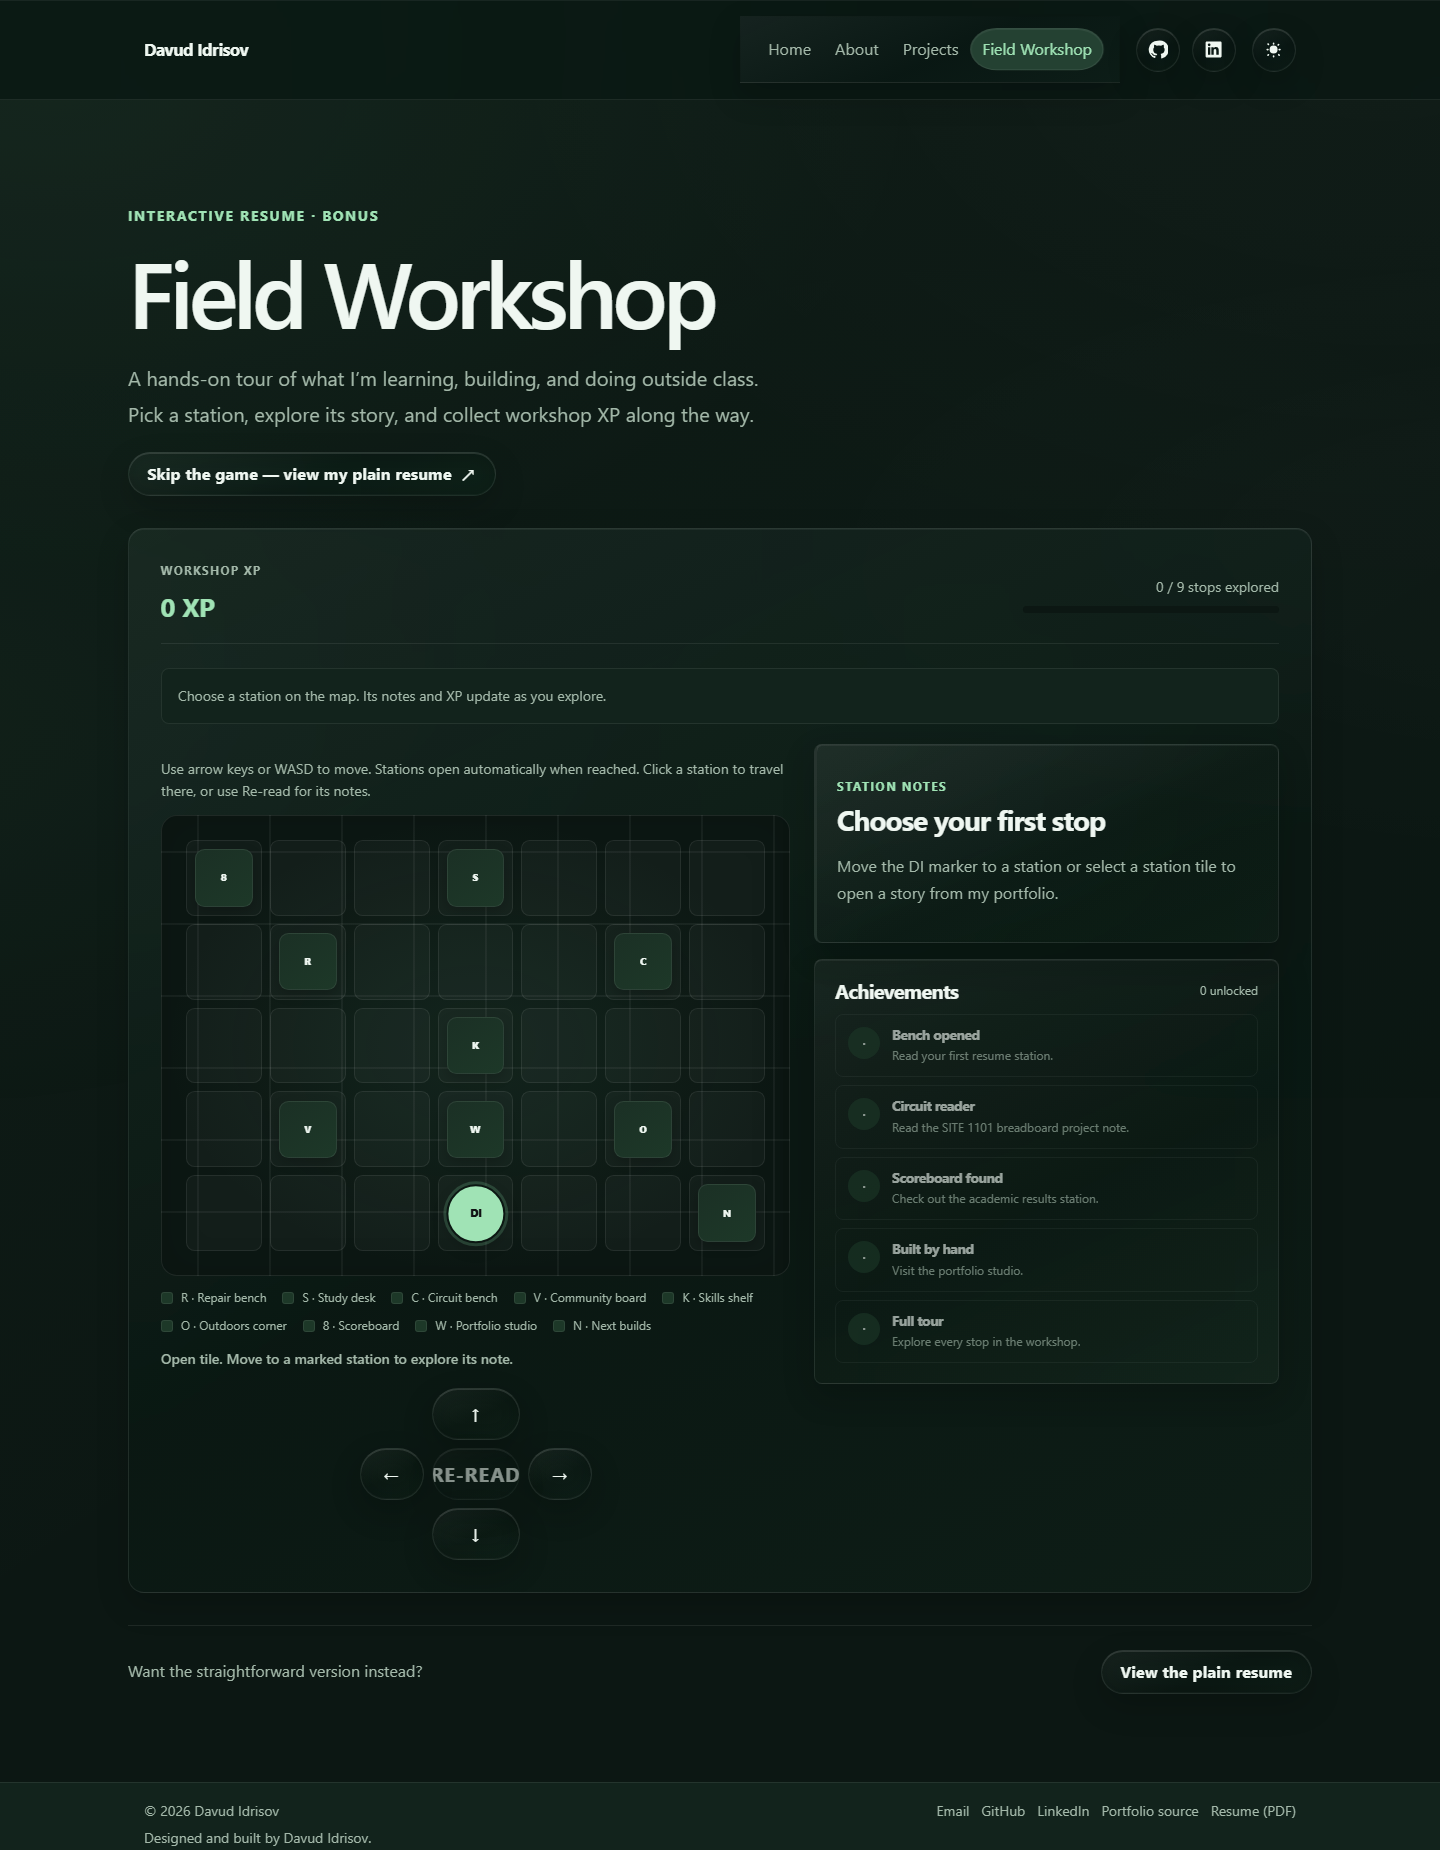 Davud Idrisov
Home About Projects Field Workshop
INTERACTIVE RESUME · BONUS
Field Workshop
A hands-on tour of what I’m learning, building, and doing outside class.
Pick a station, explore its story, and collect workshop XP along the way.
Skip the game — view my plain resume ↗
WORKSHOP XP
0 XP
0 / 9 stops explored
Choose a station on the map. Its notes and XP update as you explore.
Use arrow keys or WASD to move. Stations open automatically when reached. Click a station to travel
there, or use Re-read for its notes.
8 S
R C
K
V W O
DI N
R · Repair bench S · Study desk C · Circuit bench V · Community board K · Skills shelf
O · Outdoors corner 8 · Scoreboard W · Portfolio studio N · Next builds
Open tile. Move to a marked station to explore its note.
↑
← RE-READ →
↓
STATION NOTES
Choose your first stop
Move the DI marker to a station or select a station tile to
open a story from my portfolio.
Achievements 0 unlocked
Bench opened
Read your first resume station.
Circuit reader
Read the SITE 1101 breadboard project note.
Scoreboard found
Check out the academic results station.
Built by hand
Visit the portfolio studio.
Full tour
Explore every stop in the workshop.
Want the straightforward version instead?
View the plain resume
© 2026 Davud Idrisov
Designed and built by Davud Idrisov.
Email GitHub LinkedIn Portfolio source Resume (PDF)